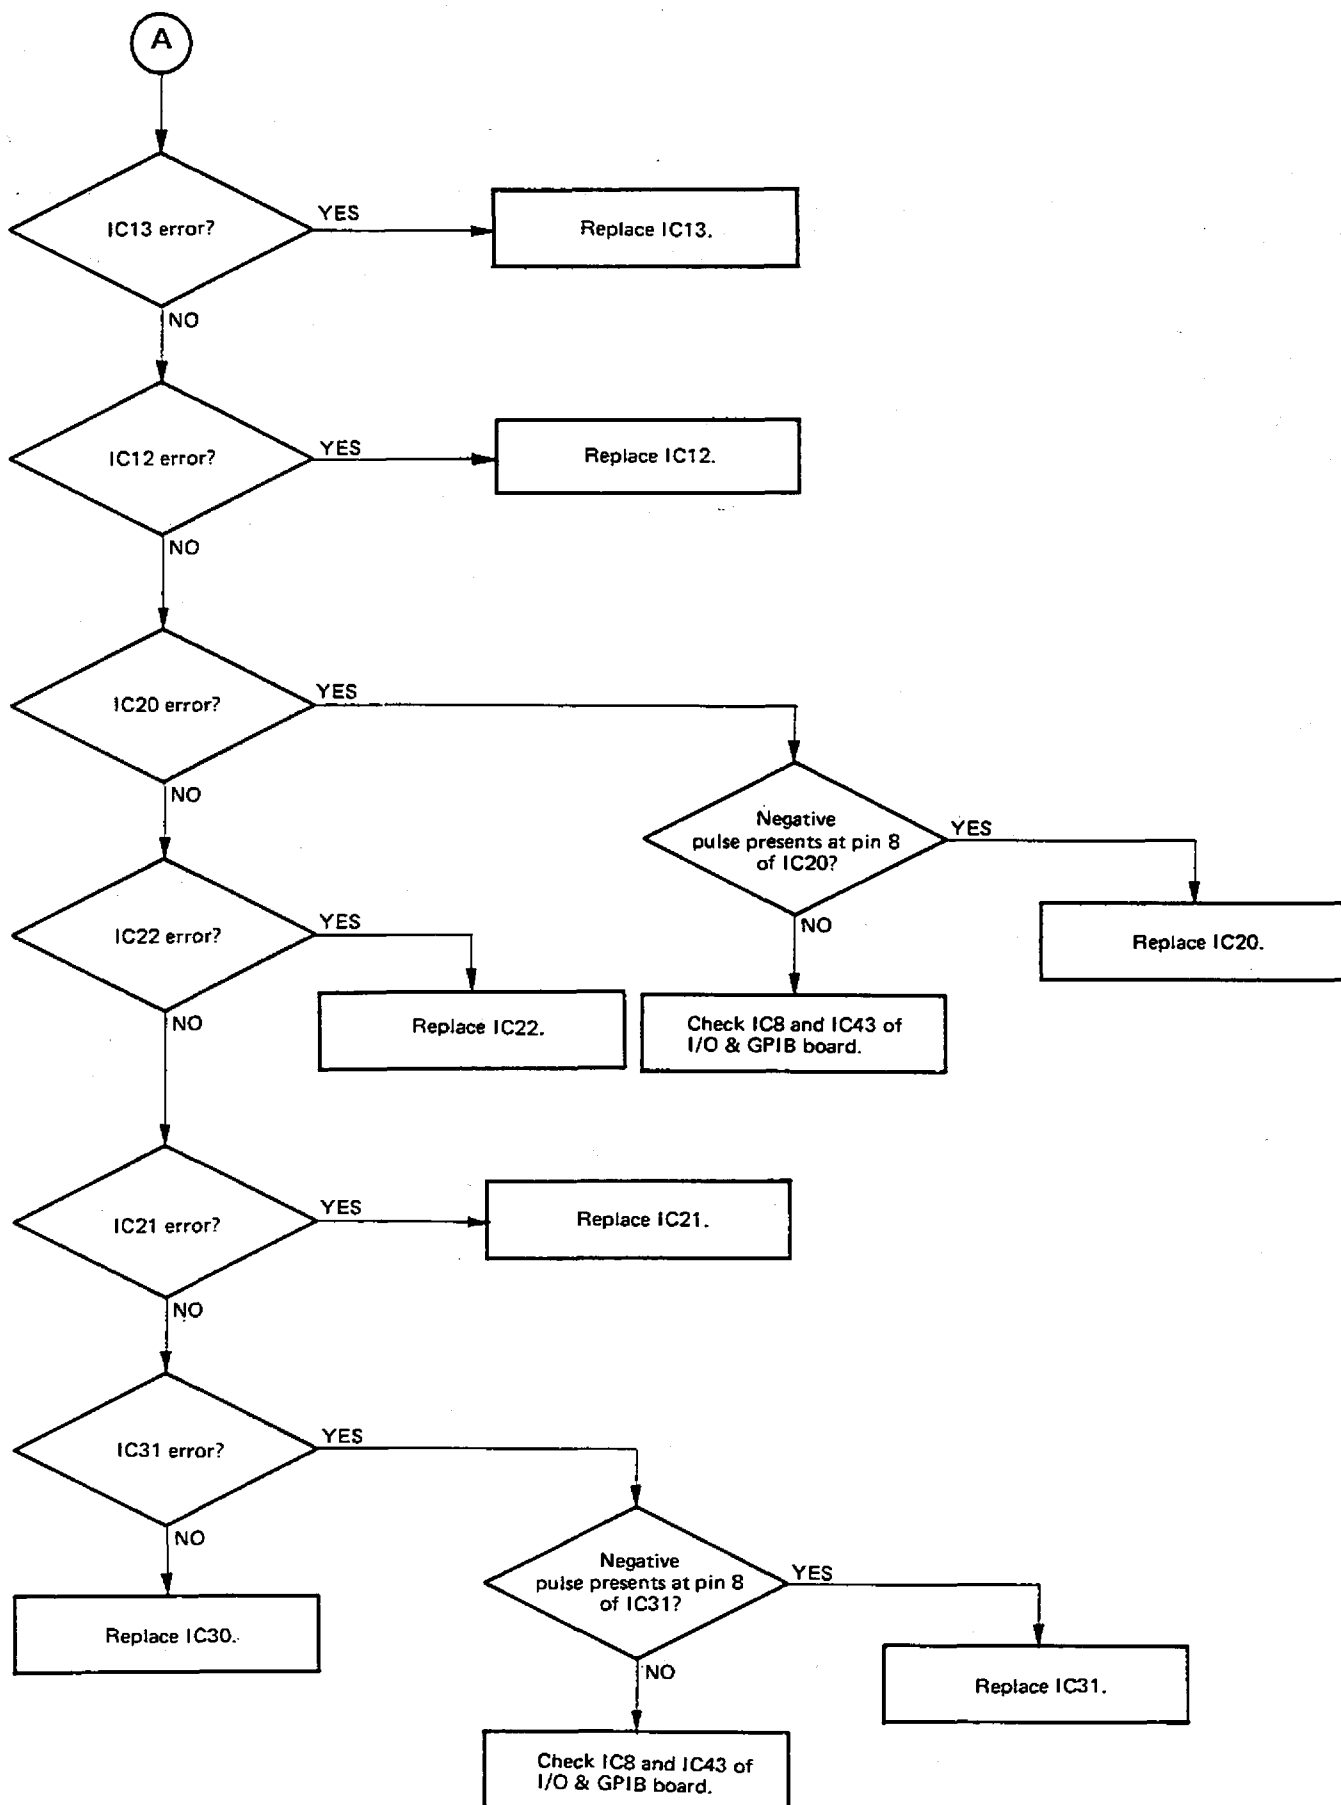 A
IC13 error?
YES
Replace IC13.
NO
IC12 error?
YES
Replace IC12.
NO
IC20 error?
YES
NO
Negative
pulse presents at pin 8
of IC20?
YES
NO
Replace IC20.
IC22 error?
YES
NO
Replace IC22.
Check IC8 and IC43 of
I/O & GPIB board.
IC21 error?
YES
Replace IC21.
NO
IC31 error?
YES
NO
Replace IC30.
Negative
pulse presents at pin 8
of IC31?
YES
NO
Replace IC31.
Check IC8 and IC43 of
I/O & GPIB board.